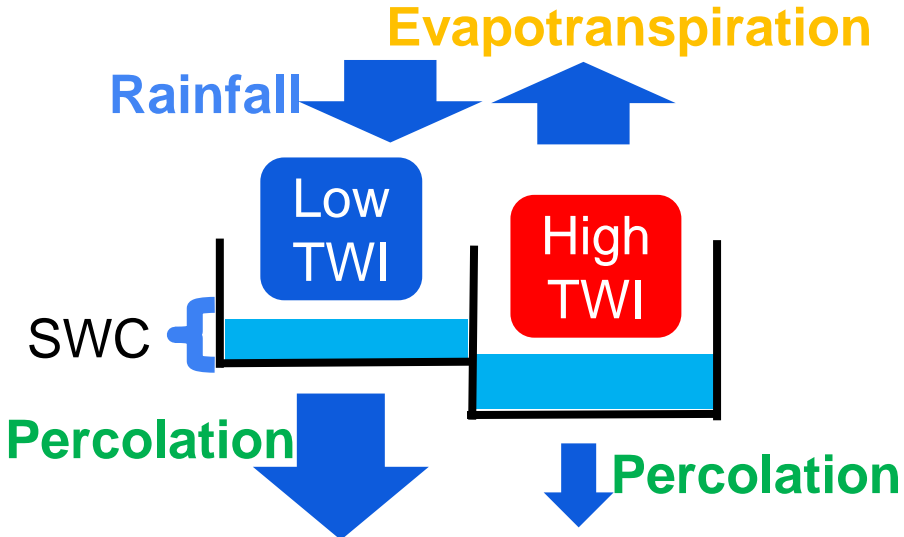 Evapotranspiration
Rainfall
Low
TWI
High
TWI
SWC
Percolation
Percolation